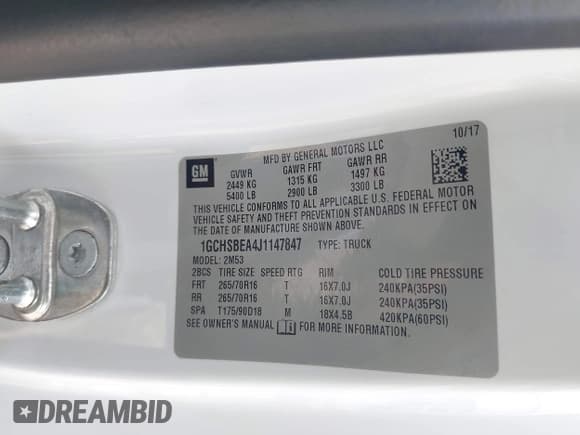 10/17
GM
MFD BY GENERAL MOTORS LLC
GVWR GAWR FRT GAWR RR
2449 KG 1315 KG 1497 KG
5400 LB 2900 LB 3300 LB
THIS VEHICLE CONFORMS TO ALL APPLICABLE U.S. FEDERAL MOTOR
VEHICLE SAFETY AND THEFT PREVENTION STANDARDS IN EFFECT ON
THE DATE OF MANUFACTURE SHOWN ABOVE.
1GCHSBEA4J1147847 TYPE: TRUCK
MODEL: 2M53
2BCS TIRE SIZE SPEED RTG RIM COLD TIRE PRESSURE
FRT 265/70R16 T 16X7.0J 240KPA(35PSI)
RR 265/70R16 T 16X7.0J 240KPA(35PSI)
SPA T175/90D18 M 18X4.5B 420KPA(60PSI)
SEE OWNER'S MANUAL FOR MORE INFORMATION
DREAMBID